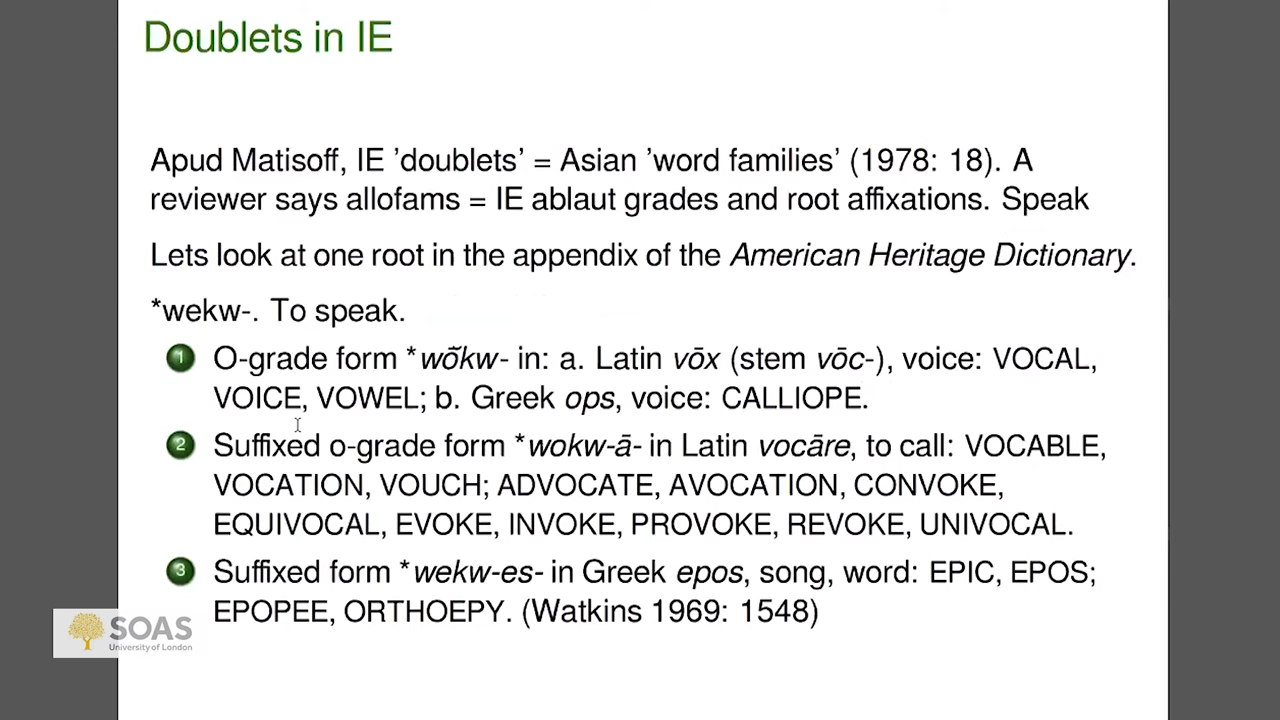 Doublets in IE
Apud Matisoff, IE 'doublets' = Asian 'word families' (1978: 18). A
reviewer says allofams = IE ablaut grades and root affixations. Speak
Lets look at one root in the appendix of the American Heritage Dictionary.
*wekw-. To speak.
1 O-grade form *wō̆kw- in: a. Latin vōx (stem vōc-), voice: VOCAL,
VOICE, VOWEL; b. Greek ops, voice: CALLIOPE.
2 Suffixed o-grade form *wokw-ā- in Latin vocāre, to call: VOCABLE,
VOCATION, VOUCH; ADVOCATE, AVOCATION, CONVOKE,
EQUIVOCAL, EVOKE, INVOKE, PROVOKE, REVOKE, UNIVOCAL.
3 Suffixed form *wekw-es- in Greek epos, song, word: EPIC, EPOS;
EPOPEE, ORTHOEPY. (Watkins 1969: 1548)
SOAS
University of London